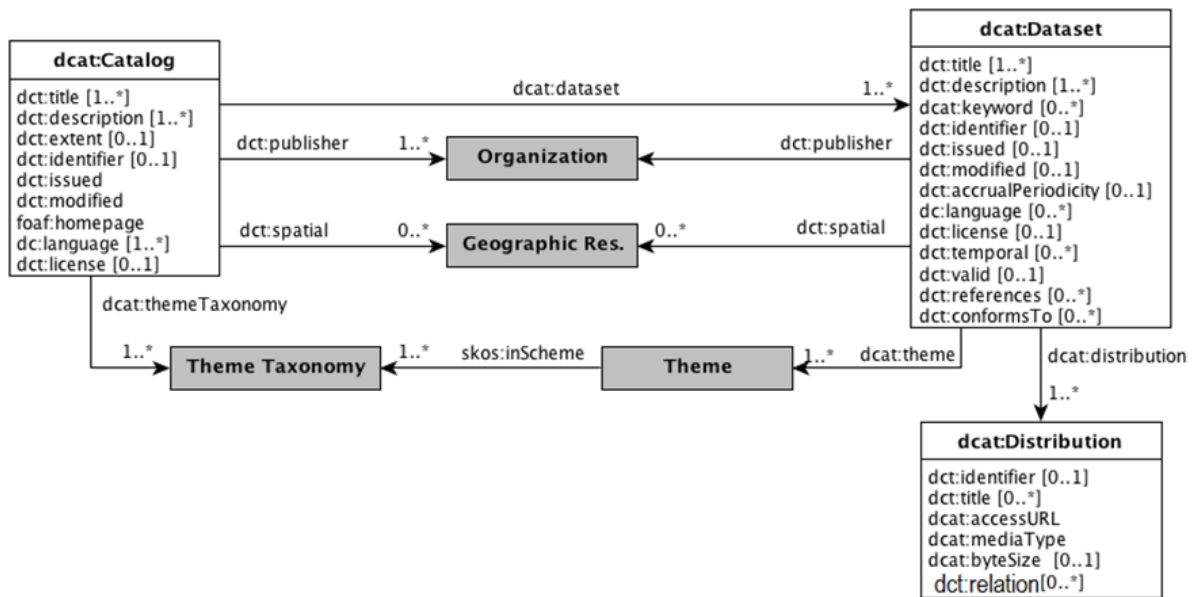 dcat:Catalog
dct:title [1..*]
dct:description [1..*]
dct:extent [0..1]
dct:identifier [0..1]
dct:issued
dct:modified
foaf:homepage
dc:language [1..*]
dct:license [0..1]
dcat:dataset
1..*
dct:publisher
1..*
Organization
dct:publisher
dct:spatial
0..*
Geographic Res.
0..*
dct:spatial
dcat:Dataset
dct:title [1..*]
dct:description [1..*]
dcat:keyword [0..*]
dct:identifier [0..1]
dct:issued [0..1]
dct:modified [0..1]
dct:accrualPeriodicity [0..1]
dc:language [0..*]
dct:license [0..1]
dct:temporal [0..*]
dct:valid [0..1]
dct:references [0..*]
dct:conformsTo [0..*]
dcat:themeTaxonomy
1..*
Theme Taxonomy
1..*
skos:inScheme
Theme
1..*
dcat:theme
dcat:distribution
1..*
dcat:Distribution
dct:identifier [0..1]
dct:title [0..*]
dcat:accessURL
dcat:mediaType
dcat:byteSize [0..1]
dct:relation[0..*]